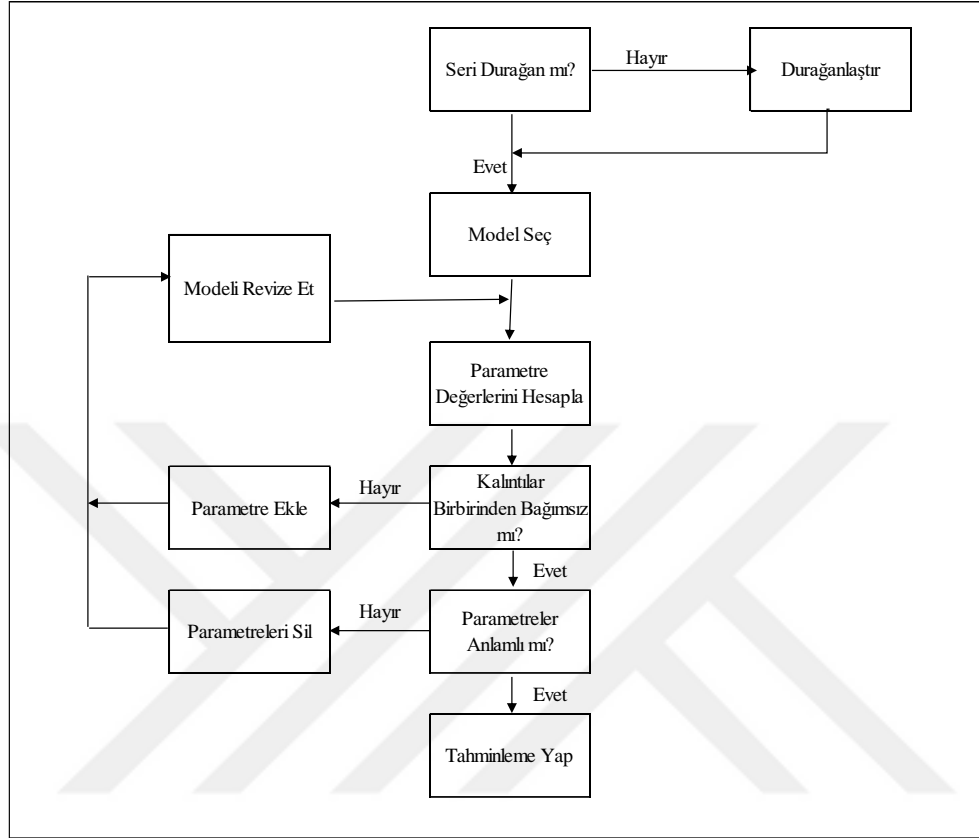 Seri Durağan mı?
Hayır
Durağanlaştır
Evet
Model Seç
Modeli Revize Et
Parametre
Değerlerini Hesapla
Kalıntılar
Birbirinden Bağımsız
mı?
Hayır
Parametre Ekle
Evet
Parametreler
Anlamlı mı?
Hayır
Parametreleri Sil
Evet
Tahminleme Yap